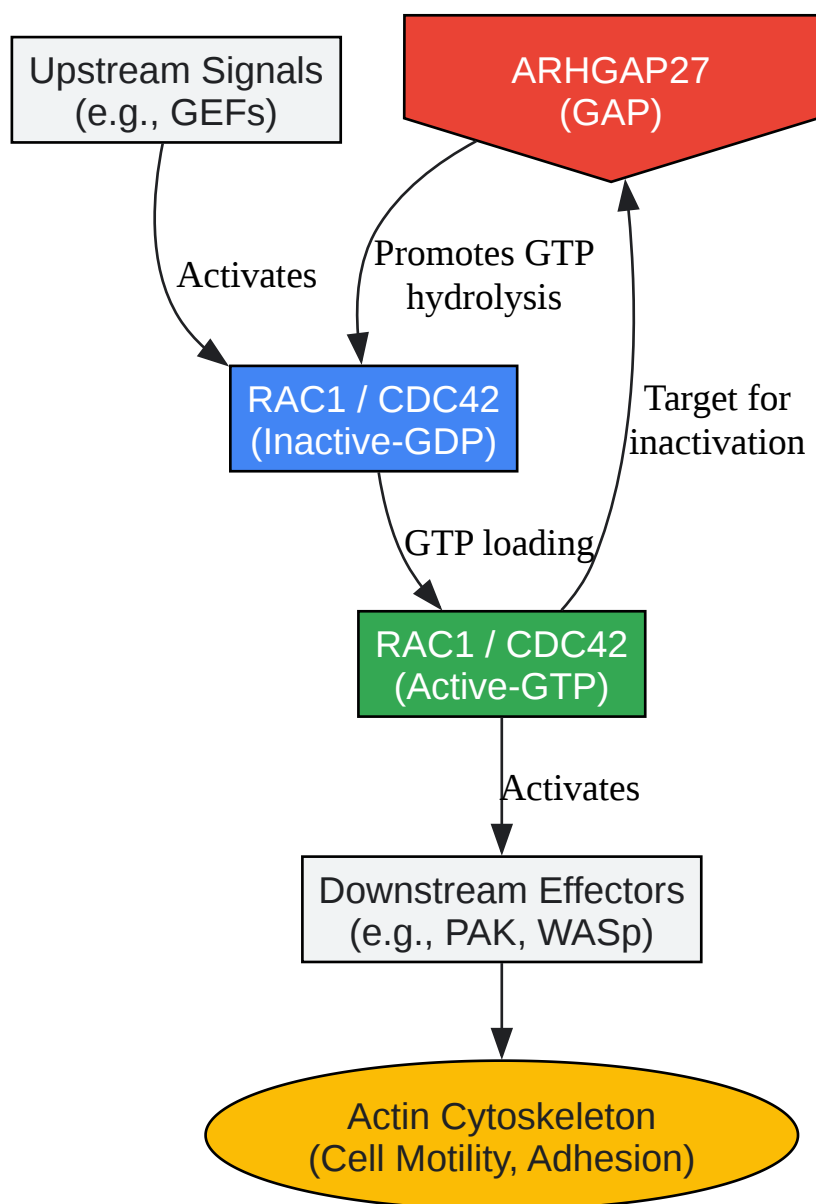 Upstream Signals
(e.g., GEFs)
ARHGAP27
(GAP)
Activates
Promotes GTP
hydrolysis
RAC1 / CDC42
(Inactive-GDP)
Target for
inactivation
GTP loading
RAC1 / CDC42
(Active-GTP)
Activates
Downstream Effectors
(e.g., PAK, WASp)
Actin Cytoskeleton
(Cell Motility, Adhesion)